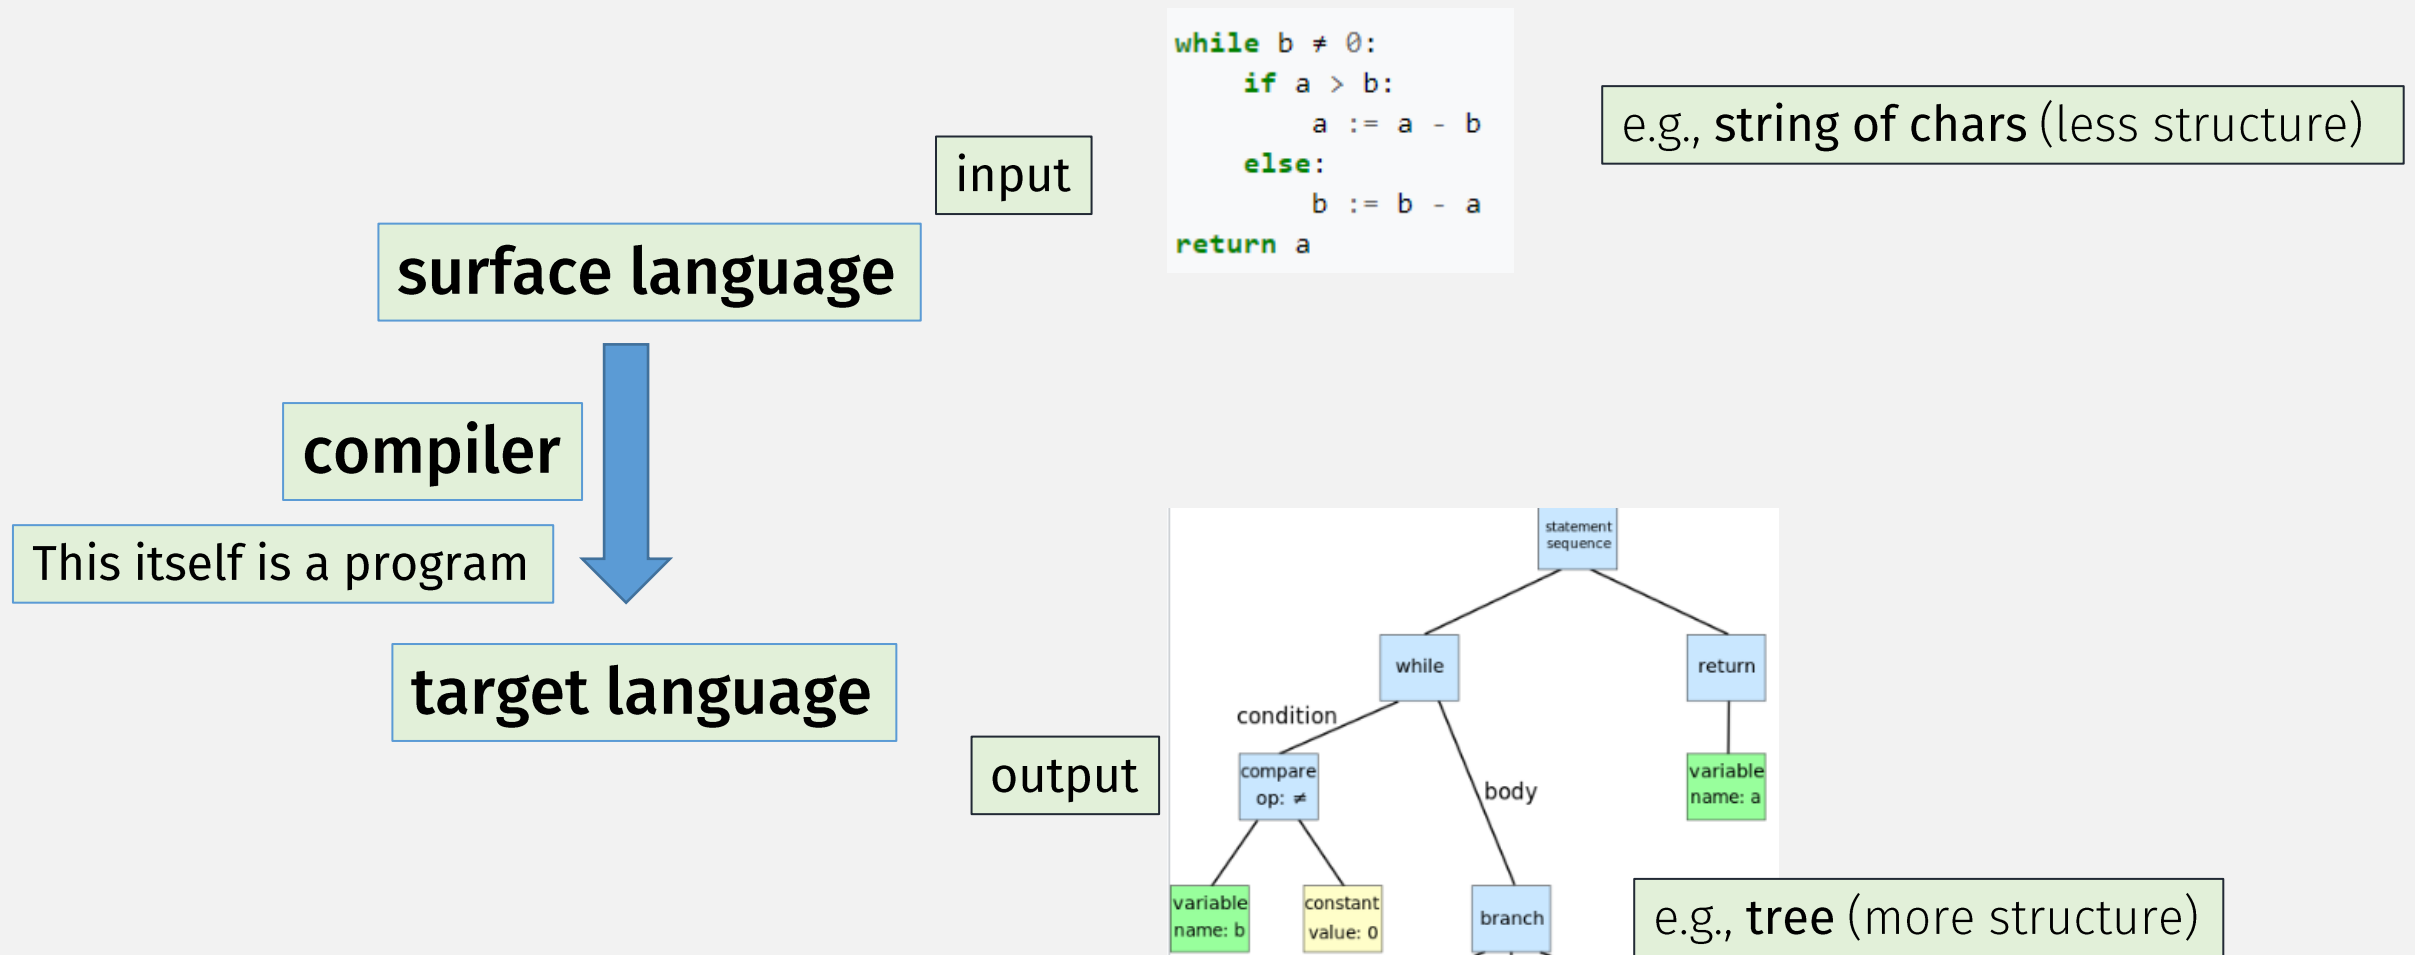 while b ≠ 0:
if a > b:
a := a - b
else:
b := b - a
return a
e.g., string of chars (less structure)
input
surface language
compiler
This itself is a program
target language
output
statement
sequence
while
return
condition
compare
op: ≠
body
variable
name: a
variable
name: b
constant
value: 0
branch
e.g., tree (more structure)